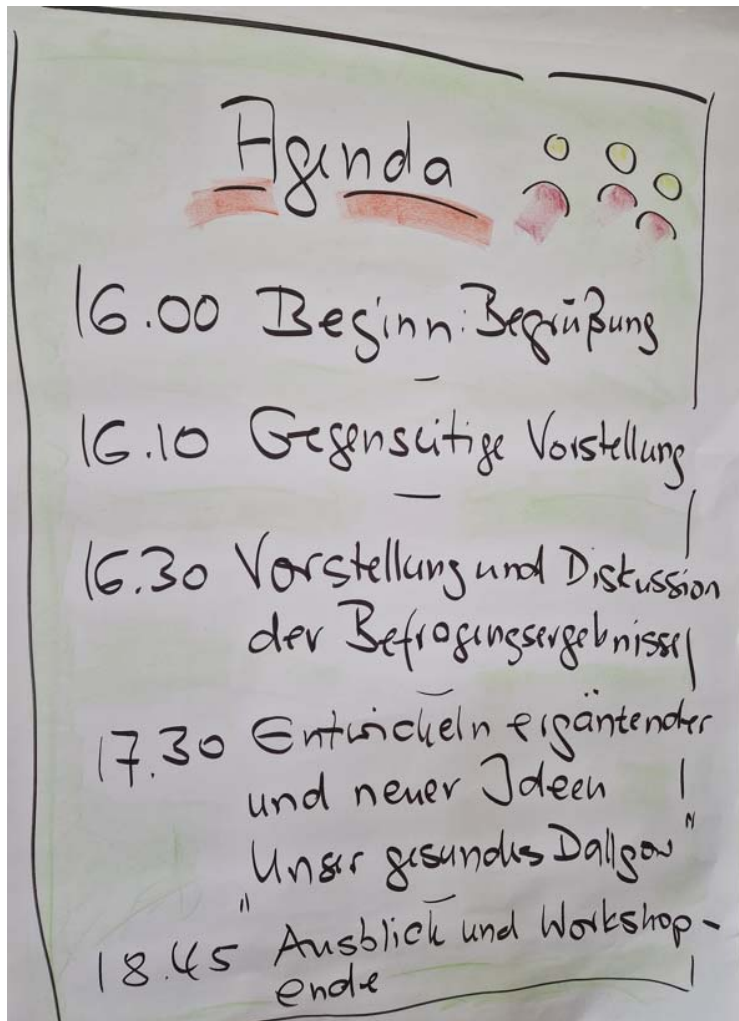 Agenda
16.00 Beginn: Begrüßung
16.10 Gegenseitige Vorstellung
16.30 Vorstellung und Diskussion
der Befragungsergebnisse
17.30 Entwickeln ergänzender
und neuer Ideen
"Unser gesundes Dallgow"
18.45 Ausblick und Workshop-
ende